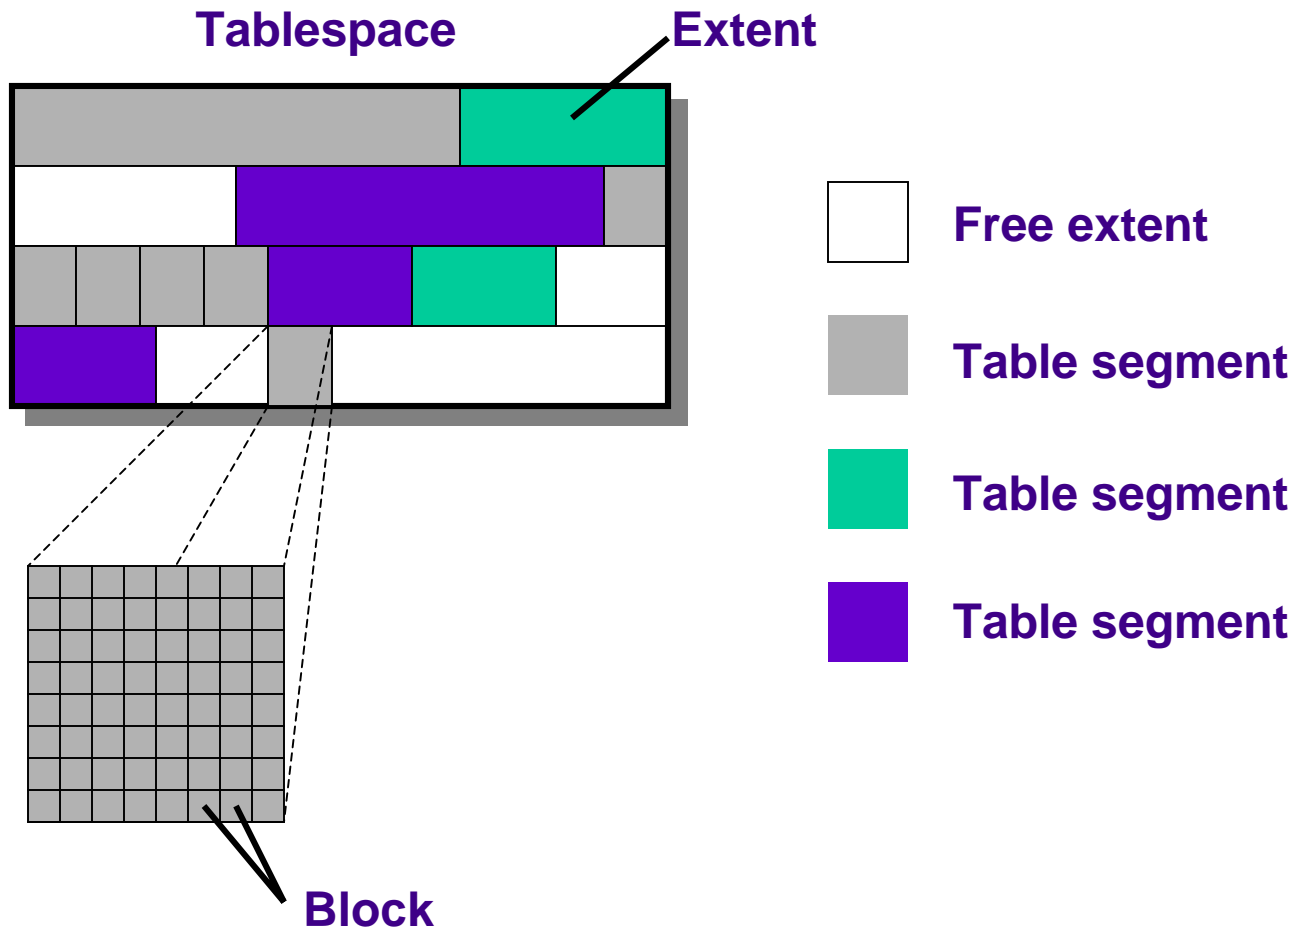 Tablespace
Extent
Free extent
Table segment
Table segment
Table segment
Block